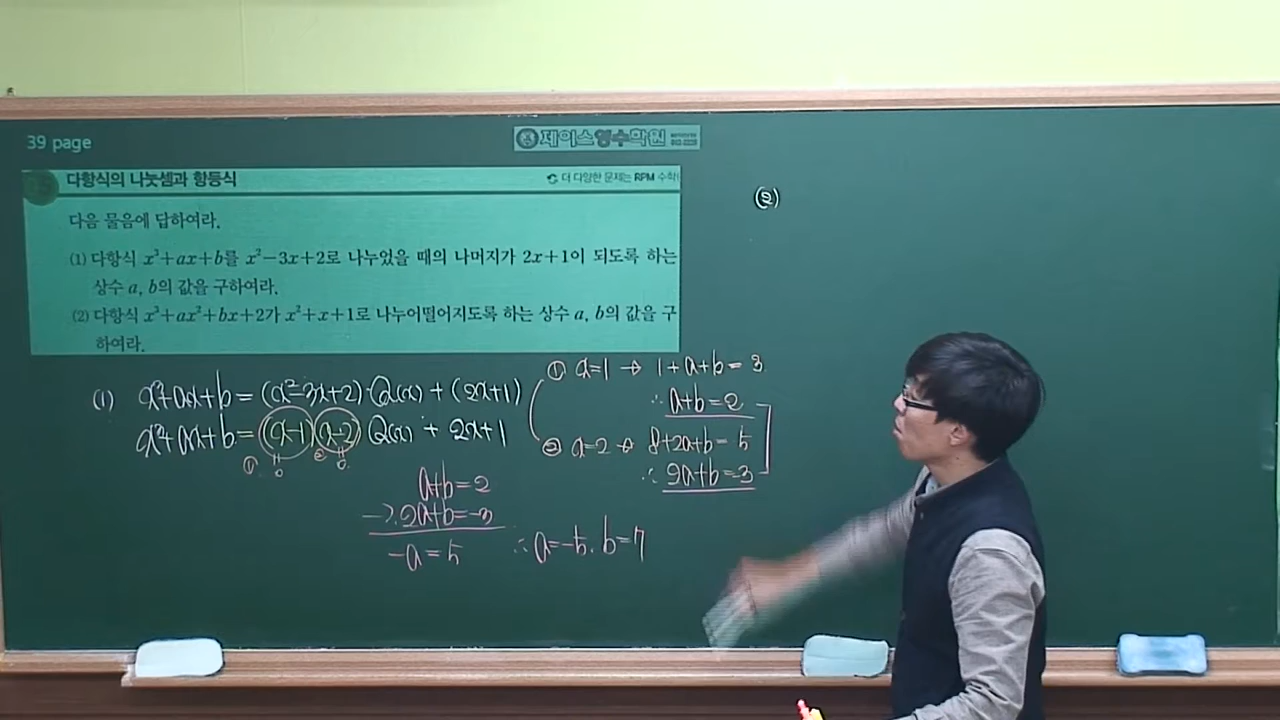 39 page
제이스영수학원
다항식의 나눗셈과 항등식
더 다양한 문제는 RPM 수학
다음 물음에 답하여라.
(1) 다항식 x³+ax+b를 x²-3x+2로 나누었을 때의 나머지가 2x+1이 되도록 하는
상수 a, b의 값을 구하여라.
(2) 다항식 x³+ax²+bx+2가 x²+x+1로 나누어떨어지도록 하는 상수 a, b의 값을 구
하여라.
(1) x³+ax+b=(x²-3x+2)·Q(x)+(2x+1)
x³+ax+b=(x-1)(x-2)Q(x)+2x+1
① 0 ② 0
a+b=2
-) 2a+b=-3
-a=5 ∴ a=-5, b=7
① x=1 → 1+a+b=3
∴ a+b=2
② x=2 → 8+2a+b=5
∴ 2a+b=-3
(2)